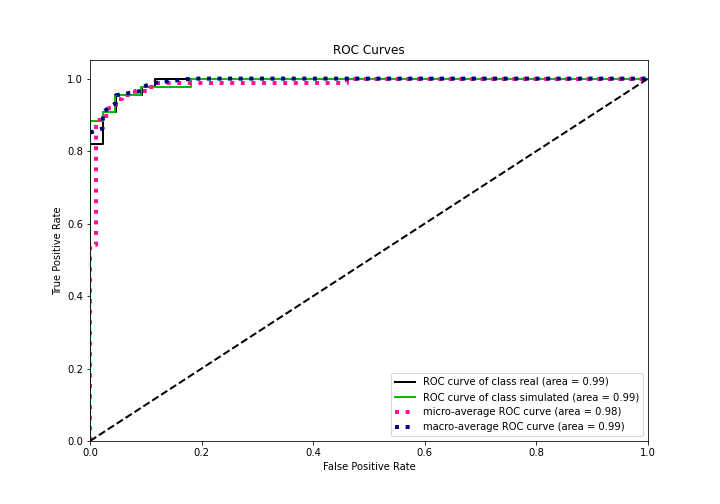 ROC Curves
True Positive Rate
1.0
0.8
0.6
0.4
0.2
0.0
0.0 0.2 0.4 0.6 0.8 1.0
False Positive Rate
ROC curve of class real (area = 0.99)
ROC curve of class simulated (area = 0.99)
micro-average ROC curve (area = 0.98)
macro-average ROC curve (area = 0.99)